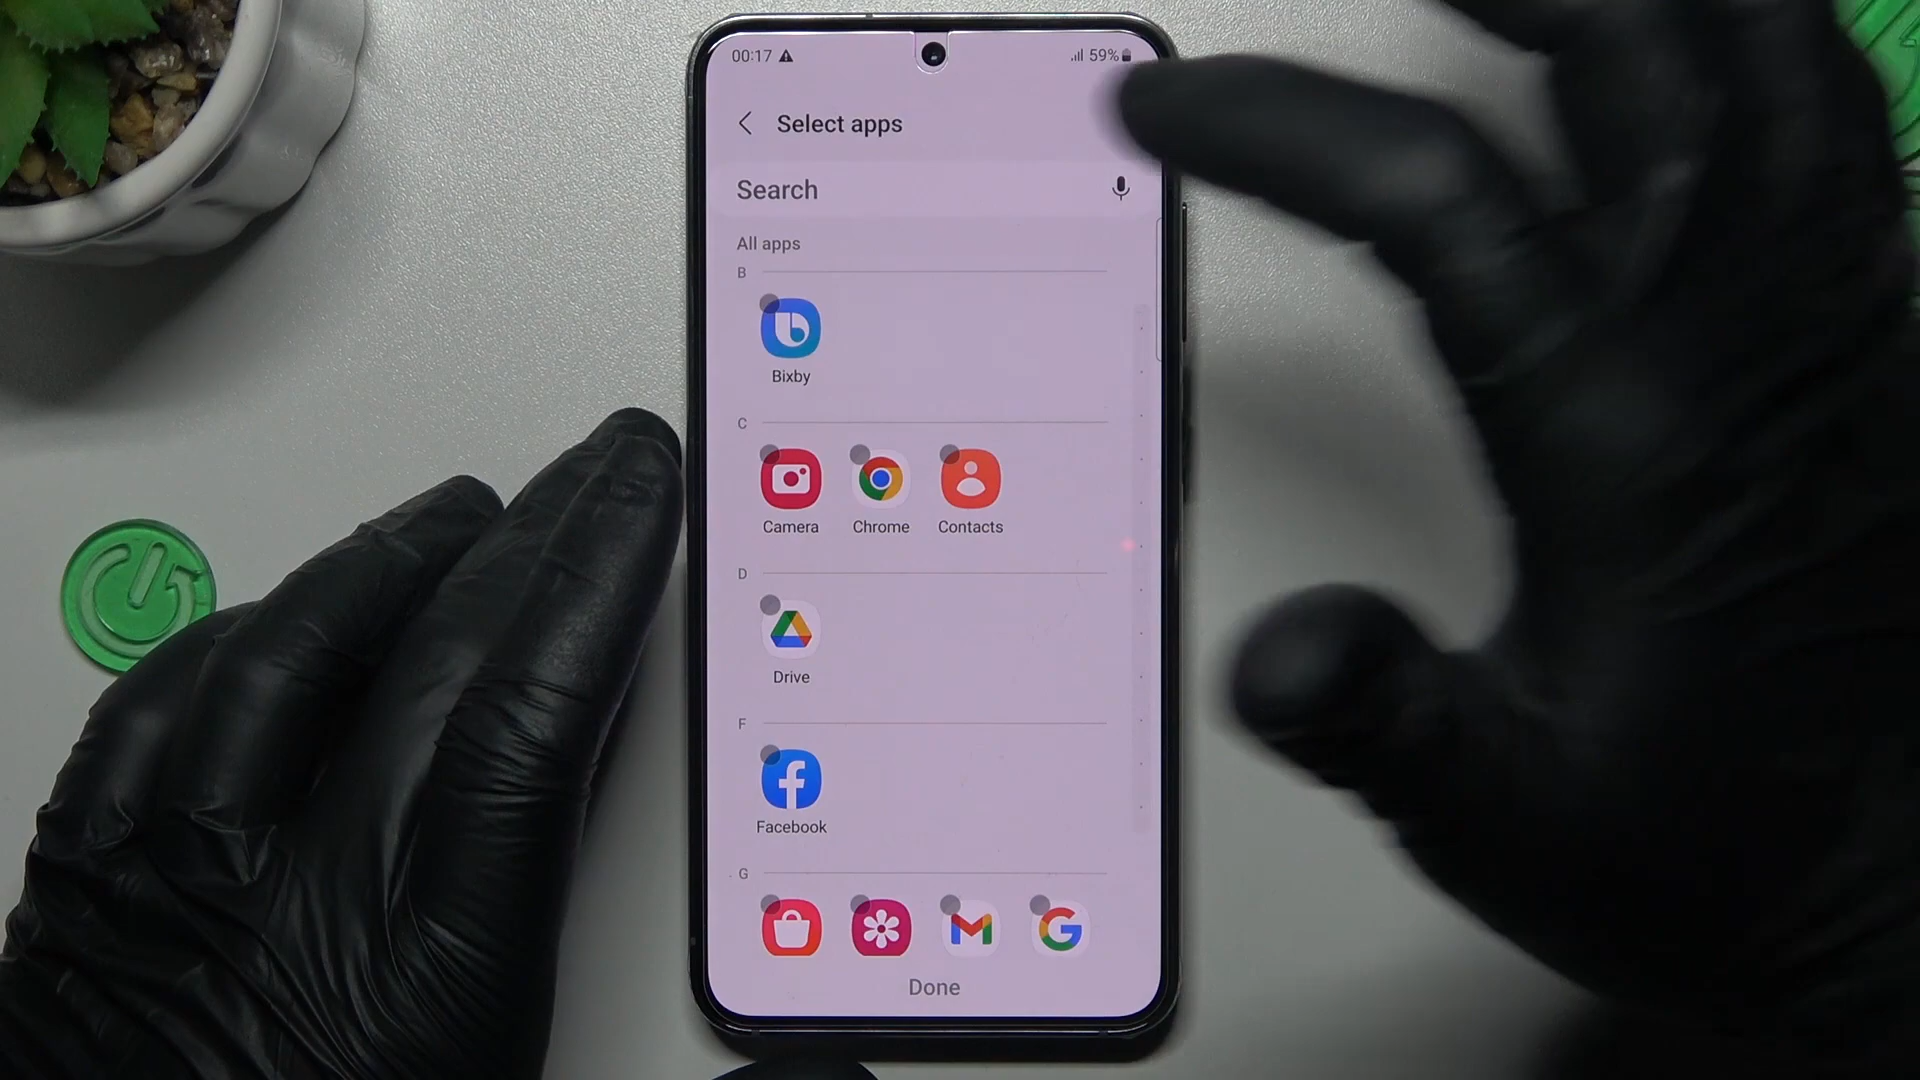 00:17 59%
Select apps
Search
All apps
B
Bixby
C
Camera Chrome Contacts
D
Drive
F
Facebook
G
Done